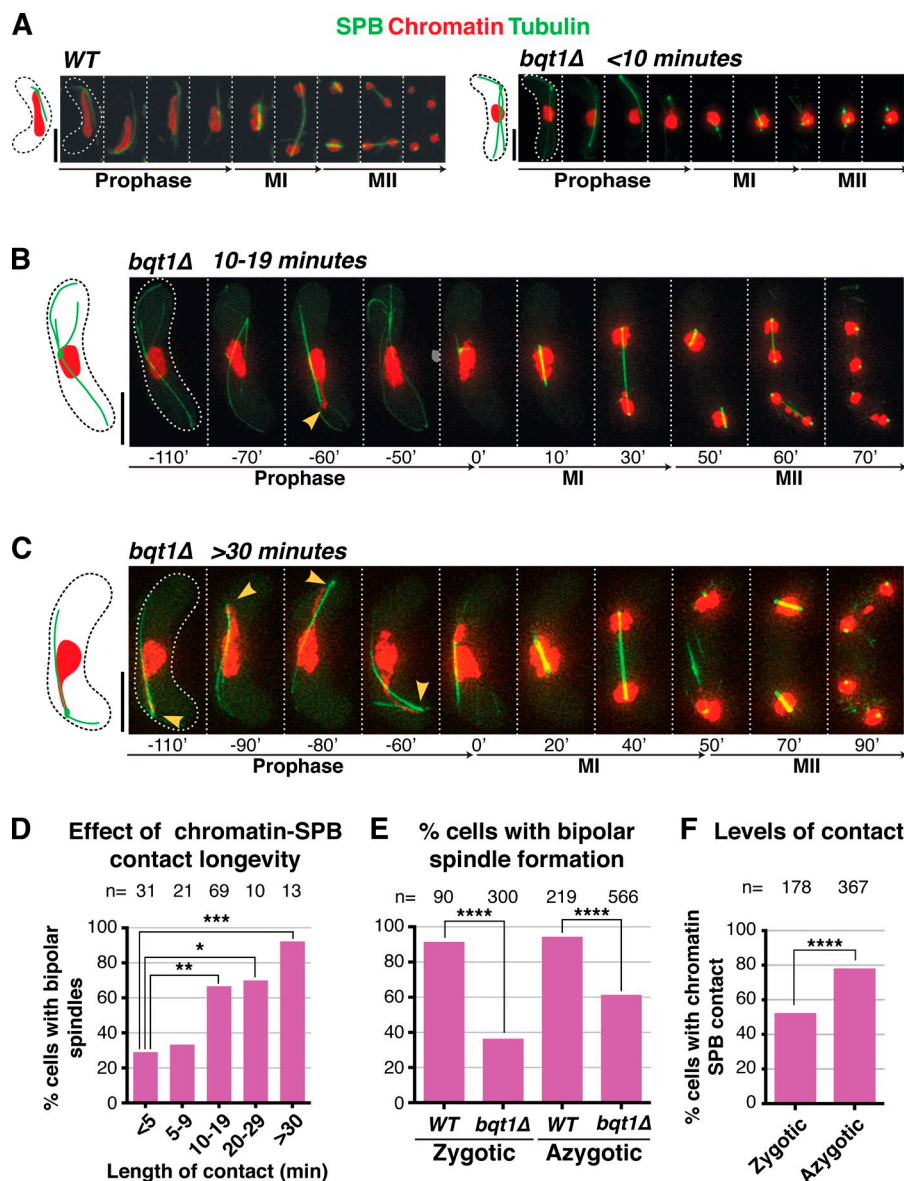 A
SPB Chromatin Tubulin
WT
bqt1Δ <10 minutes
Prophase MI MII
Prophase MI MII
B
bqt1Δ 10-19 minutes
-110’ -70’ -60’ -50’ 0’ 10’ 30’ 50’ 60’ 70’
Prophase MI MII
C
bqt1Δ >30 minutes
-110’ -90’ -80’ -60’ 0’ 20’ 40’ 50’ 70’ 90’
Prophase MI MII
D Effect of chromatin-SPB
contact longevity
n= 31 21 69 10 13
% cells with bipolar
spindles
100
80
60
40
20
0
***
*
**
<5 5-9 10-19 20-29 >30
Length of contact (min)
E % cells with bipolar
spindle formation
n= 90 300 219 566
**** ****
100
80
60
40
20
0
WT bqt1Δ WT bqt1Δ
Zygotic Azygotic
F Levels of contact
n= 178 367
% cells with chromatin
SPB contact
****
100
80
60
40
20
0
Zygotic Azygotic